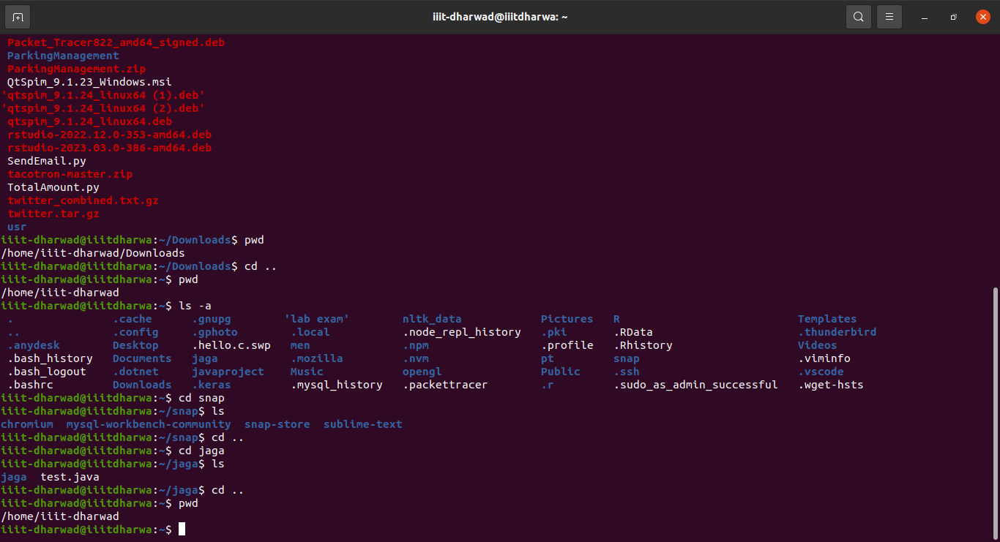 iiit-dharwad@iiitdharwa: ~
Packet_Tracer822_amd64_signed.deb
ParkingManagement
ParkingManagement.zip
QtSpim_9.1.23_Windows.msi
'qtspim_9.1.24_linux64 (1).deb'
'qtspim_9.1.24_linux64 (2).deb'
qtspim_9.1.24_linux64.deb
rstudio-2022.12.0-353-amd64.deb
rstudio-2023.03.0-386-amd64.deb
SendEmail.py
tacotron-master.zip
TotalAmount.py
twitter_combined.txt.gz
twitter.tar.gz
usr
iiit-dharwad@iiitdharwa:~/Downloads$ pwd
/home/iiit-dharwad/Downloads
iiit-dharwad@iiitdharwa:~/Downloads$ cd ..
iiit-dharwad@iiitdharwa:~$ pwd
/home/iiit-dharwad
iiit-dharwad@iiitdharwa:~$ ls -a
. .cache .gnupg 'lab exam' nltk_data Pictures R Templates
.. .config .gphoto .local .node_repl_history .pki .RData .thunderbird
.anydesk Desktop .hello.c.swp men .npm .profile .Rhistory Videos
.bash_history Documents jaga .mozilla .nvm pt snap .viminfo
.bash_logout .dotnet javaproject Music opengl Public .ssh .vscode
.bashrc Downloads .keras .mysql_history .packettracer .r .sudo_as_admin_successful .wget-hsts
iiit-dharwad@iiitdharwa:~$ cd snap
iiit-dharwad@iiitdharwa:~/snap$ ls
chromium mysql-workbench-community snap-store sublime-text
iiit-dharwad@iiitdharwa:~/snap$ cd ..
iiit-dharwad@iiitdharwa:~$ cd jaga
iiit-dharwad@iiitdharwa:~/jaga$ ls
jaga test.java
iiit-dharwad@iiitdharwa:~/jaga$ cd ..
iiit-dharwad@iiitdharwa:~$ pwd
/home/iiit-dharwad
iiit-dharwad@iiitdharwa:~$